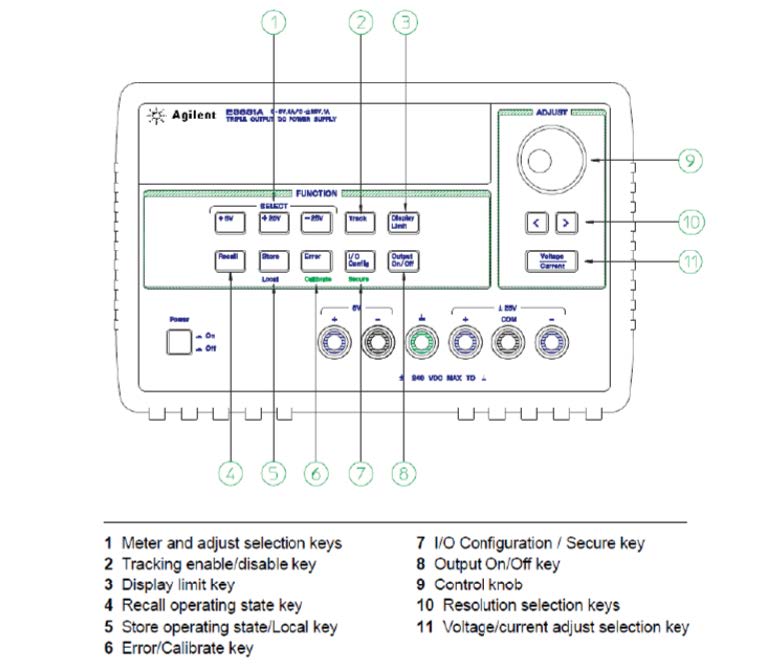 1 2 3
Agilent E3631A 0-6V,5A/0-±25V,1A
TRIPLE OUTPUT DC POWER SUPPLY
ADJUST
9
FUNCTION
SELECT
+6V +25V -25V Track Display Limit
< > 10
Recall Store Error I/O Config Output On/Off
Voltage Current 11
Local Calibrate Secure
6V ± 25V
Power + - + COM -
On
Off
± 240 VDC MAX TO
4 5 6 7 8
1 Meter and adjust selection keys
2 Tracking enable/disable key
3 Display limit key
4 Recall operating state key
5 Store operating state/Local key
6 Error/Calibrate key
7 I/O Configuration / Secure key
8 Output On/Off key
9 Control knob
10 Resolution selection keys
11 Voltage/current adjust selection key